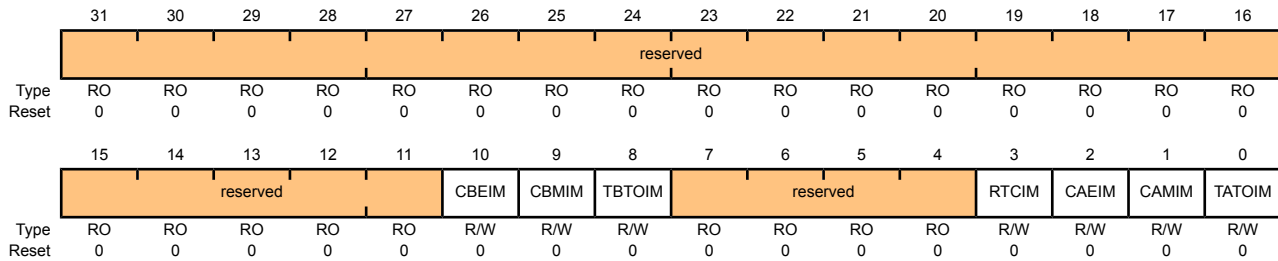 31 30 29 28 27 26 25 24 23 22 21 20 19 18 17 16
reserved
Type RO RO RO RO RO RO RO RO RO RO RO RO RO RO RO RO
Reset 0 0 0 0 0 0 0 0 0 0 0 0 0 0 0 0
15 14 13 12 11 10 9 8 7 6 5 4 3 2 1 0
reserved CBEIM CBMIM TBTOIM reserved RTCIM CAEIM CAMIM TATOIM
Type RO RO RO RO RO R/W R/W R/W RO RO RO RO R/W R/W R/W R/W
Reset 0 0 0 0 0 0 0 0 0 0 0 0 0 0 0 0